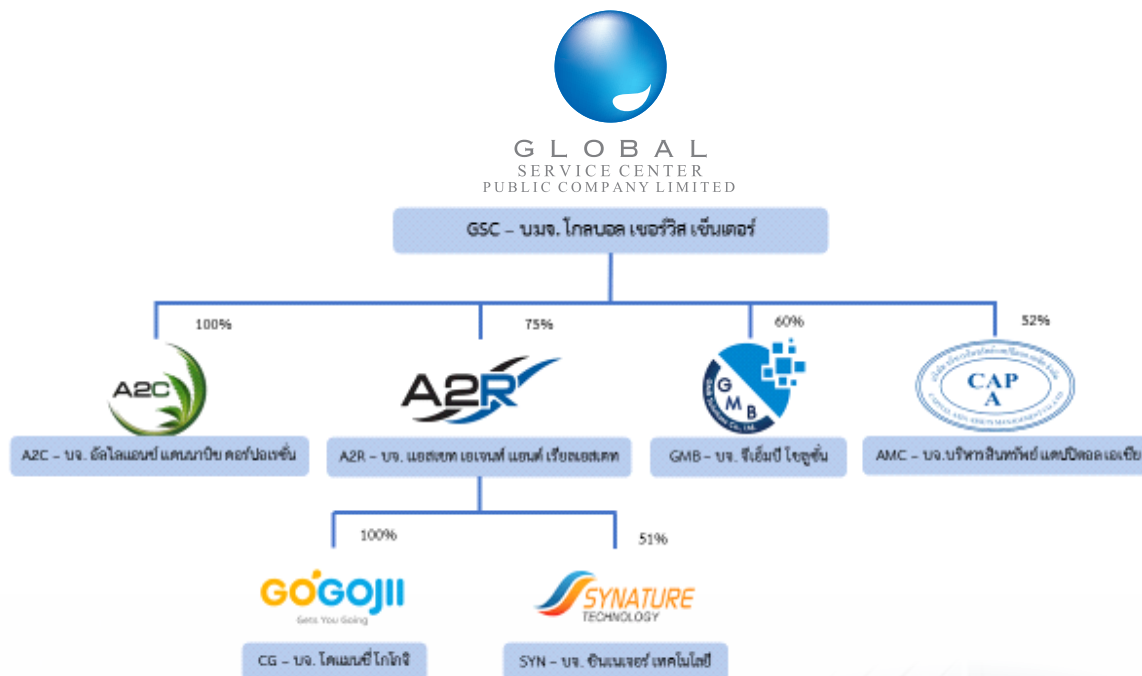 GLOBAL
SERVICE CENTER
PUBLIC COMPANY LIMITED
GSC – บมจ. โกลบอล เซอร์วิส เซ็นเตอร์
100%
75%
60%
52%
A2C
A2R
GMB
GMB Solutions Co., Ltd.
CAP
A
A2C – บจ. อัลไลแอนซ์ แคนนาบิซ คอร์ปอเรชั่น
A2R – บจ. แอสเซท เอเจนท์ แอนด์ เรียลเอสเตท
GMB – บจ. จีเอ็มบี โซลูชั่น
AMC – บจ.บริหารสินทรัพย์ แคปปิตอล เอเชีย
100%
51%
GOGOJII
Gets You Going
SYNATURE
TECHNOLOGY
CG – บจ. โคแมนชี่ โกโกจิ
SYN – บจ. ซินเนเจอร์ เทคโนโลยี